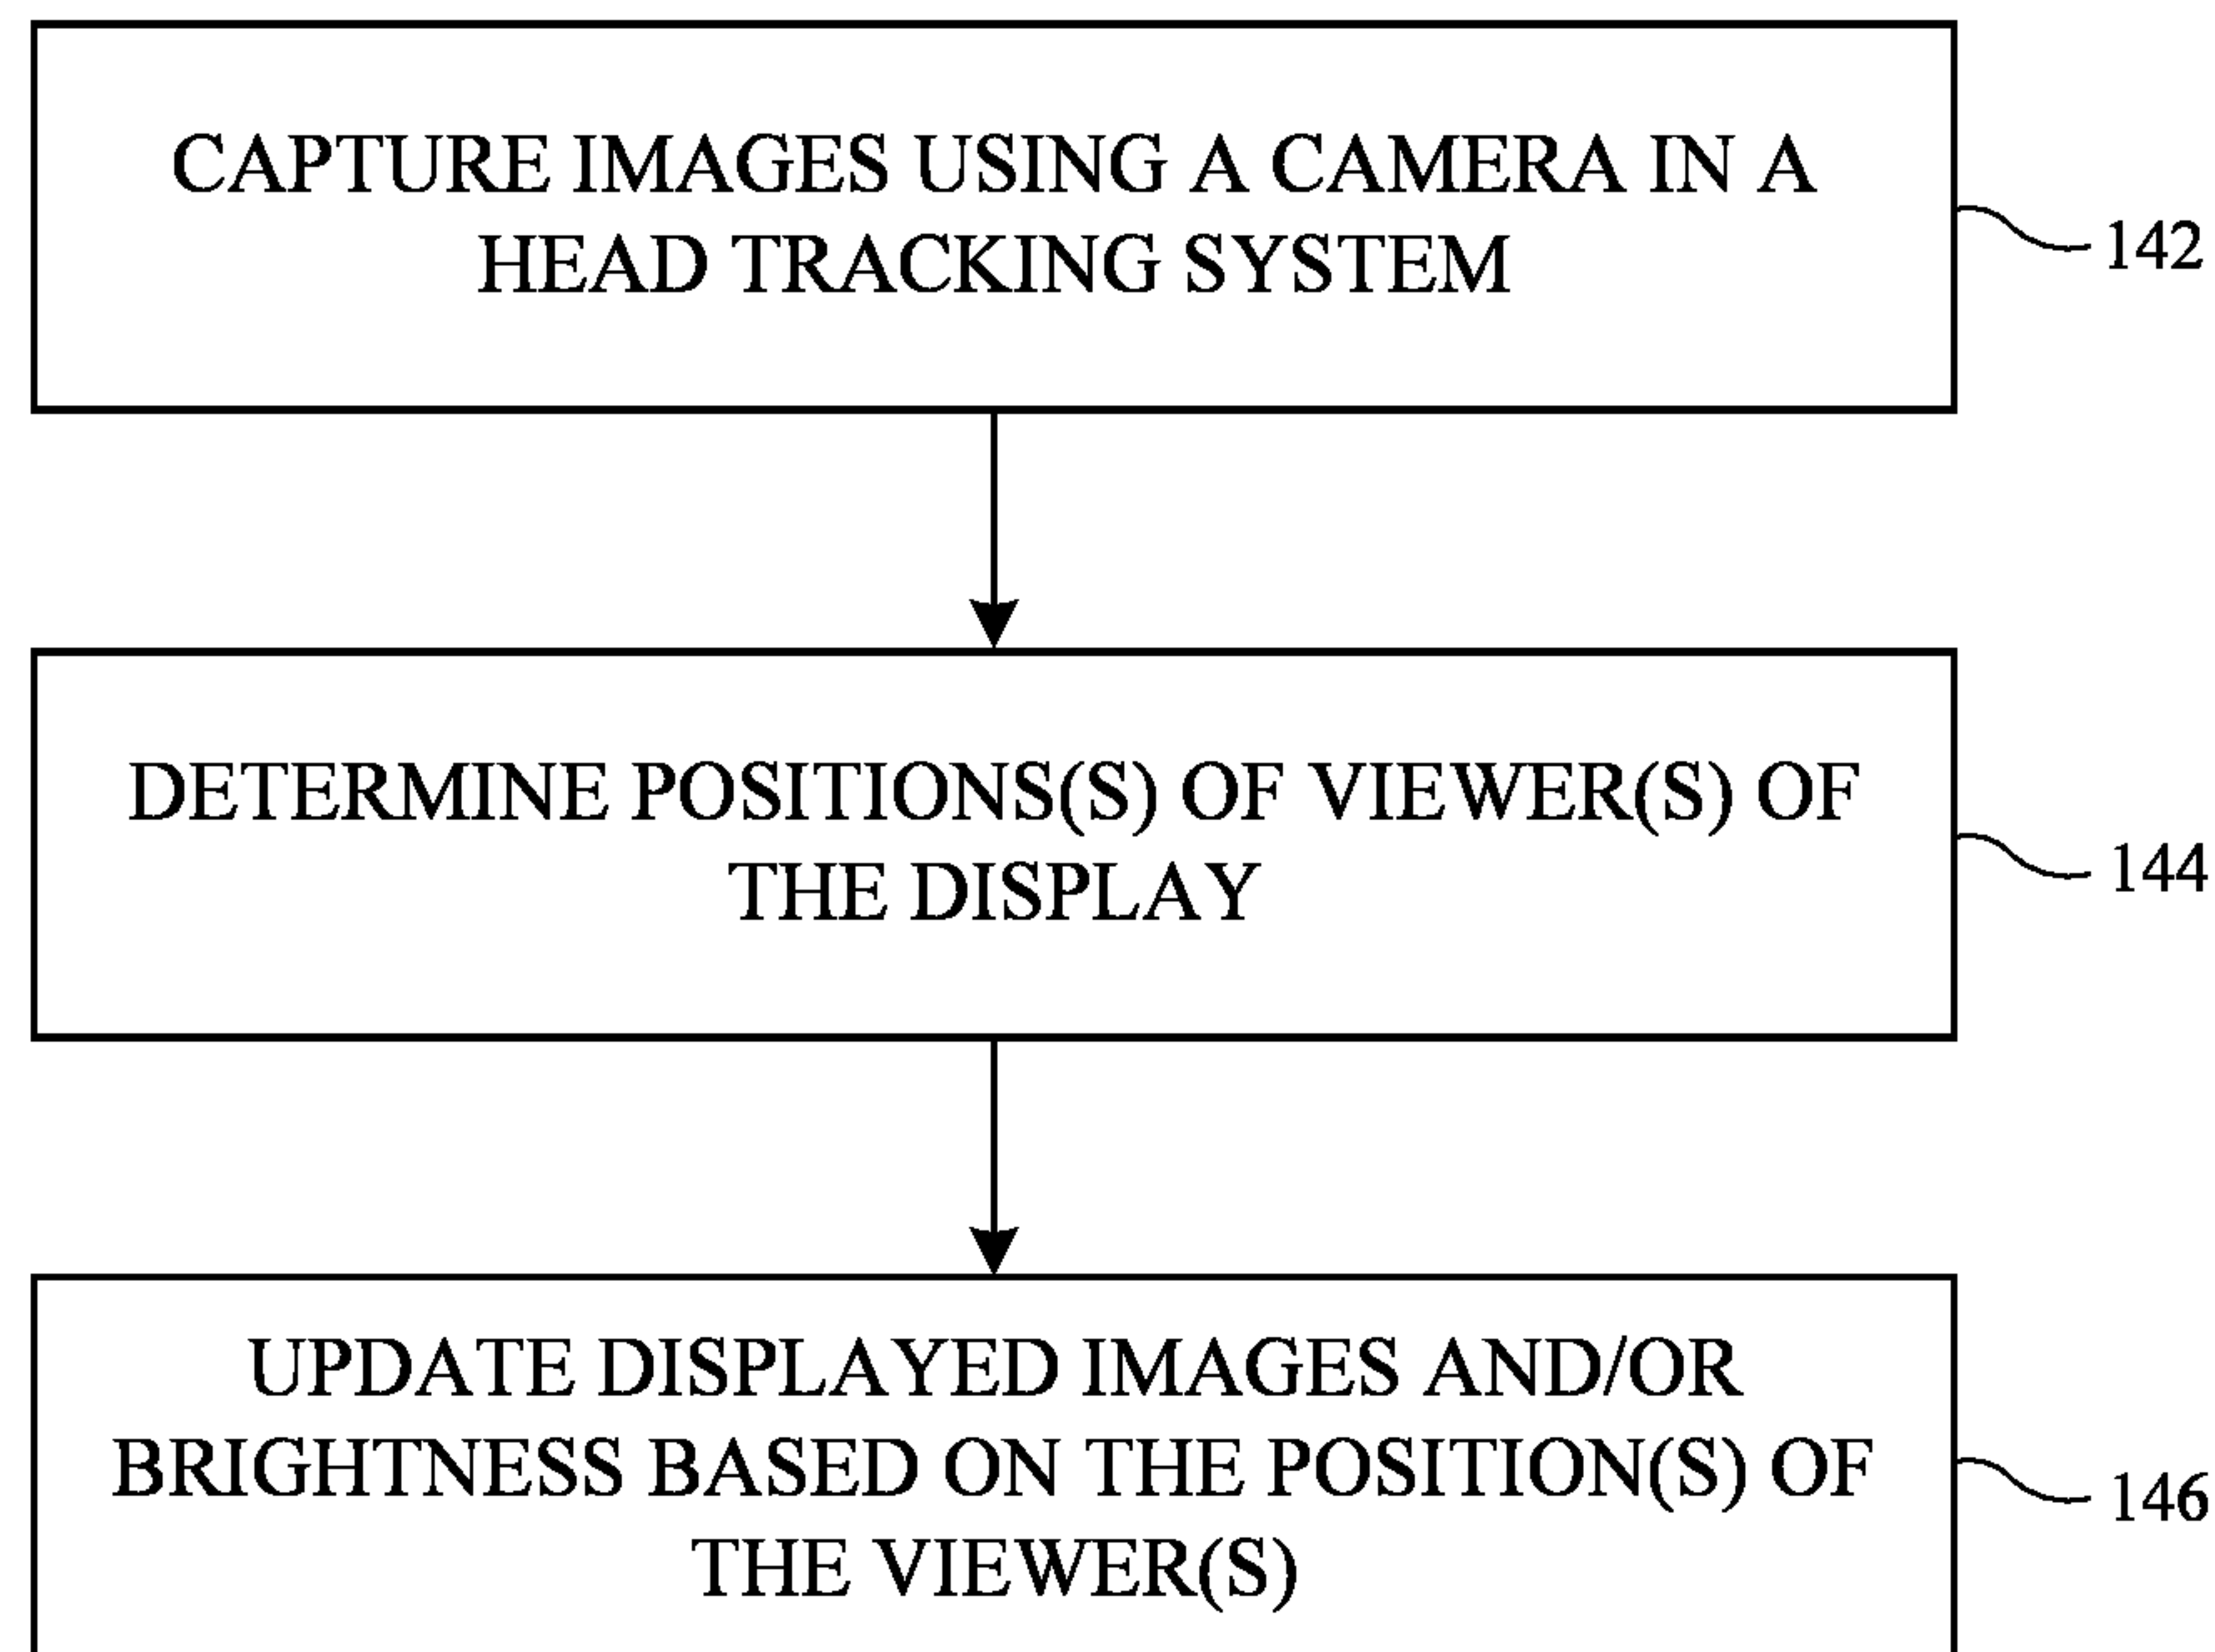 CAPTURE IMAGES USING A CAMERA IN A
HEAD TRACKING SYSTEM
142
DETERMINE POSITIONS(S) OF VIEWER(S) OF
THE DISPLAY
144
UPDATE DISPLAYED IMAGES AND/OR
BRIGHTNESS BASED ON THE POSITION(S) OF
THE VIEWER(S)
146